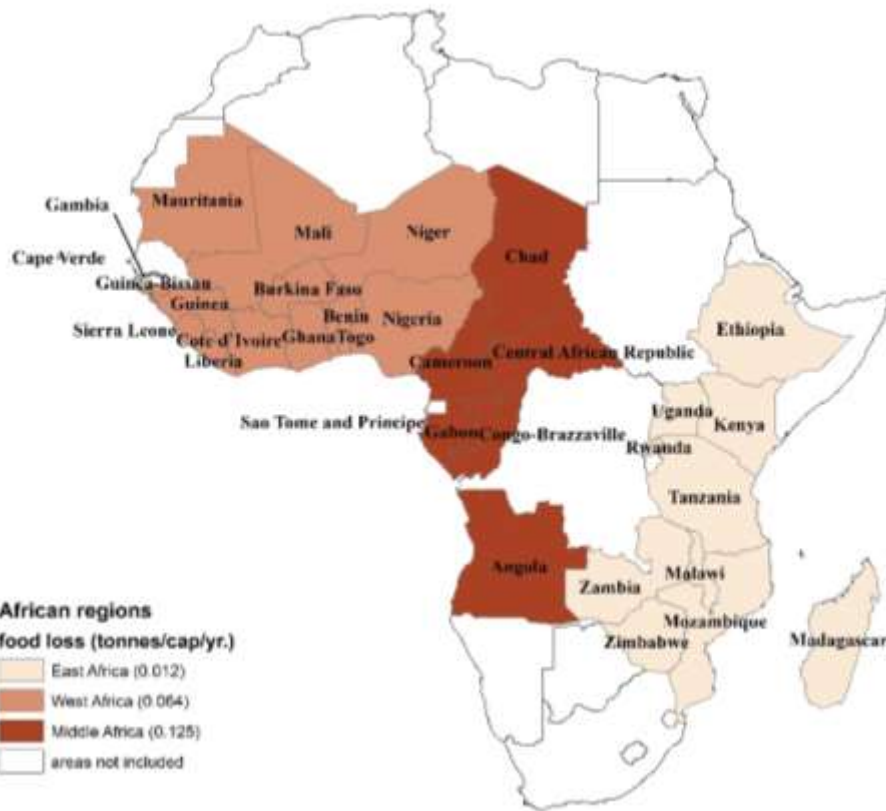 Mauritania
Gambia
Mali
Niger
Chad
Cape Verde
Guinea-Bissau
Burkina Faso
Guinea
Benin
Nigeria
Ethiopia
Sierra Leone
Cote d'Ivoire
Ghana
Togo
Liberia
Cameroon
Central African Republic
Uganda
Kenya
Sao Tome and Principe
Gabon
Congo-Brazzaville
Rwanda
Tanzania
Angula
Zambia
Malawi
Mozambique
Zimbabwe
Madagascar
African regions
food loss (tonnes/cap/yr.)
East Africa (0.012)
West Africa (0.064)
Middle Africa (0.125)
areas not included